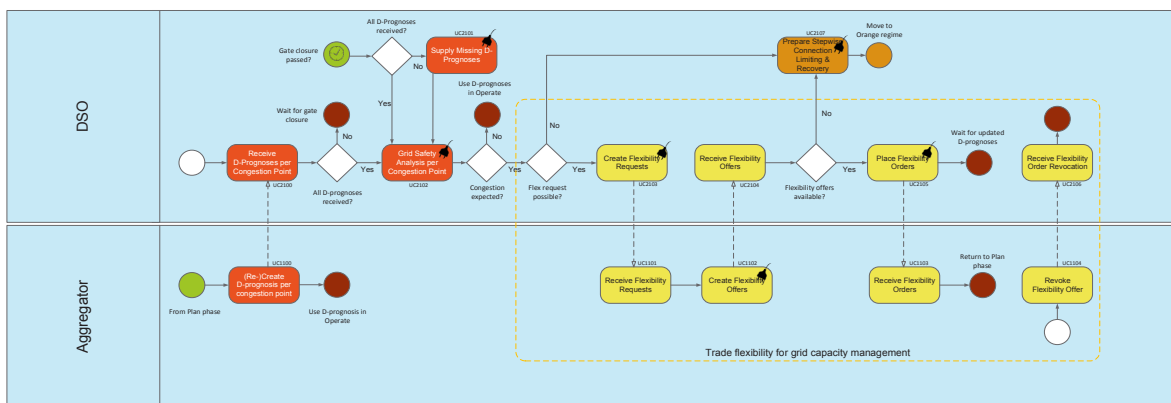 DSO
Gate closure
passed?
All D-Prognoses
received?
UC2101
Supply Missing D-
Prognoses
No
Yes
Wait for gate
closure
No
Receive
D-Prognoses per
Congestion Point
UC2100
All D-Prognoses
received?
Yes
Grid Safety
Analysis per
Congestion Point
UC2102
Use D-prognoses
in Operate
No
Congestion
expected?
Yes
No
Flex request
possible?
Yes
Create Flexibility
Requests
UC2103
Receive Flexibility
Offers
UC2104
UC2107
Prepare Stepwise
Connection
Limiting &
Recovery
Move to
Orange regime
No
Flexibility offers
available?
Yes
Place Flexibility
Orders
UC2105
Wait for updated
D-prognoses
Receive Flexibility
Order Revocation
UC2106
Aggregator
From Plan phase
UC1100
(Re-)Create
D-prognosis per
congestion point
Use D-prognosis in
Operate
UC1101
Receive Flexibility
Requests
UC1102
Create Flexibility
Offers
UC1103
Receive Flexibility
Orders
Return to Plan
phase
UC1104
Revoke
Flexibility Offer
Trade flexibility for grid capacity management